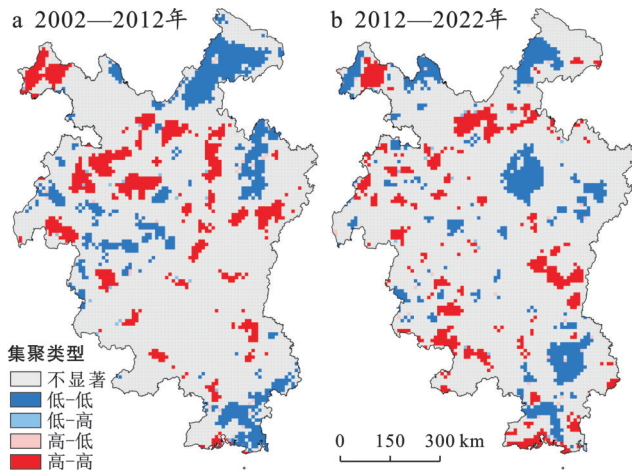 a 2002—2012年
b 2012—2022年
集聚类型
不显著
低-低
低-高
高-低
高-高
0 150 300 km